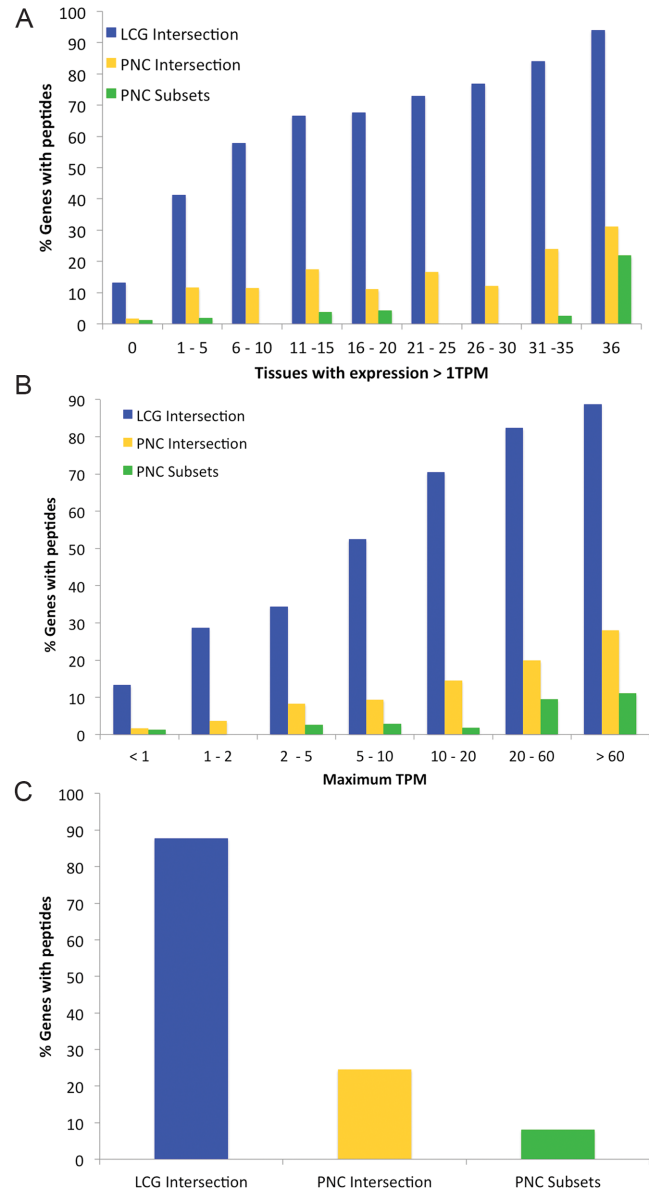 A
100
90
80
70
60
50
40
30
20
10
0
% Genes with peptides
LCG Intersection
PNC Intersection
PNC Subsets
0 1 - 5 6 - 10 11 -15 16 - 20 21 - 25 26 - 30 31 -35 36
Tissues with expression > 1TPM
B
90
80
70
60
50
40
30
20
10
0
% Genes with peptides
LCG Intersection
PNC Intersection
PNC Subsets
< 1 1 - 2 2 - 5 5 - 10 10 - 20 20 - 60 > 60
Maximum TPM
C
100
90
80
70
60
50
40
30
20
10
0
% Genes with peptides
LCG Intersection PNC Intersection PNC Subsets